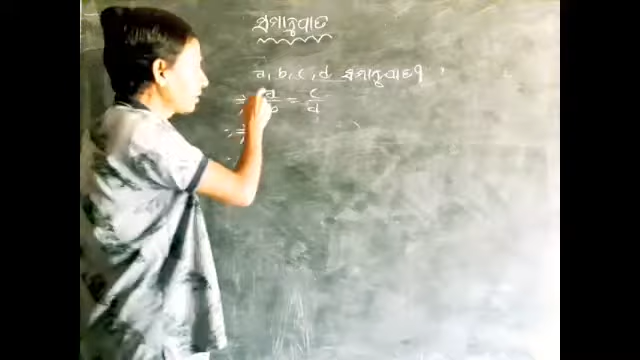 ସମାନୁପାତ
a, b, c, d ସମାନୁପାତୀ
⇒ a/b = c/d
⇒